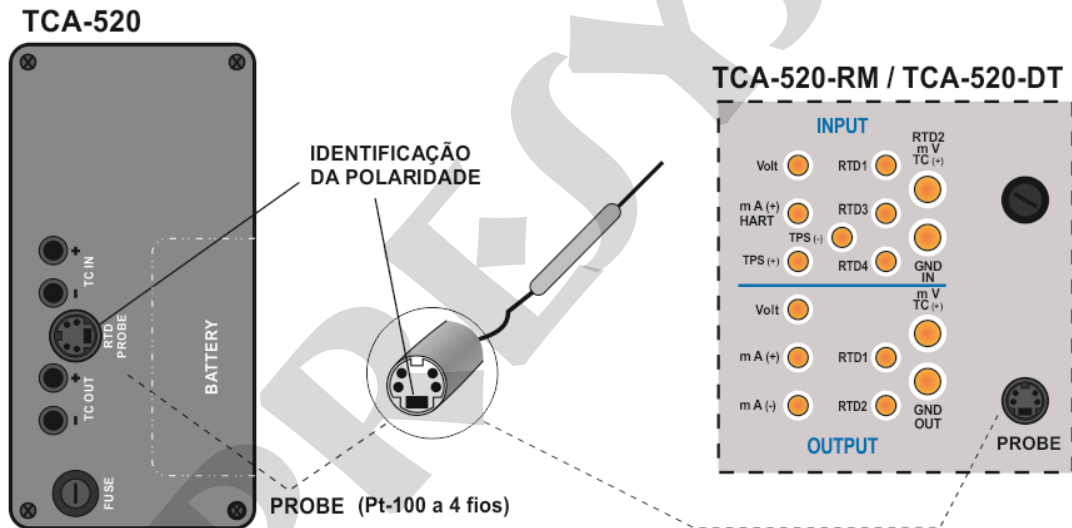 TCA-520
IDENTIFICAÇÃO
DA POLARIDADE
+
TC IN
-
RTD
PROBE
+
TC OUT
-
BATTERY
FUSE
PROBE (Pt-100 a 4 fios)
TCA-520-RM / TCA-520-DT
INPUT
RTD2
m V
TC (+)
Volt
RTD1
m A (+)
HART
RTD3
TPS (-)
TPS (+)
RTD4
GND
IN
m V
TC (+)
Volt
m A (+)
RTD1
m A (-)
RTD2
GND
OUT
OUTPUT
PROBE
PRESYS